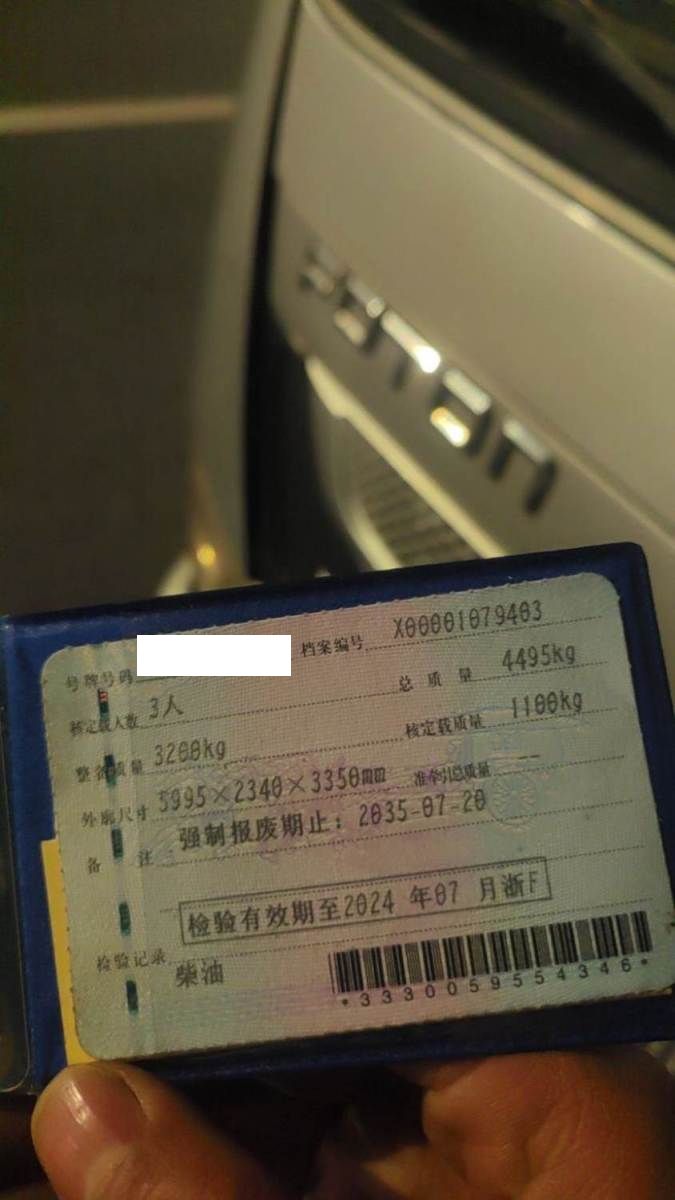 FOTON
号牌号码 档案编号 X00001079403
核定载人数 3人 总质量 4495kg
整备质量 3200kg 核定载质量 1100kg
外廓尺寸 5995×2340×3350mm 准牵引总质量 --
备注 强制报废期止：2035-07-20
检验有效期至2024 年07 月浙F
检验记录
柴油
*3330059554346*